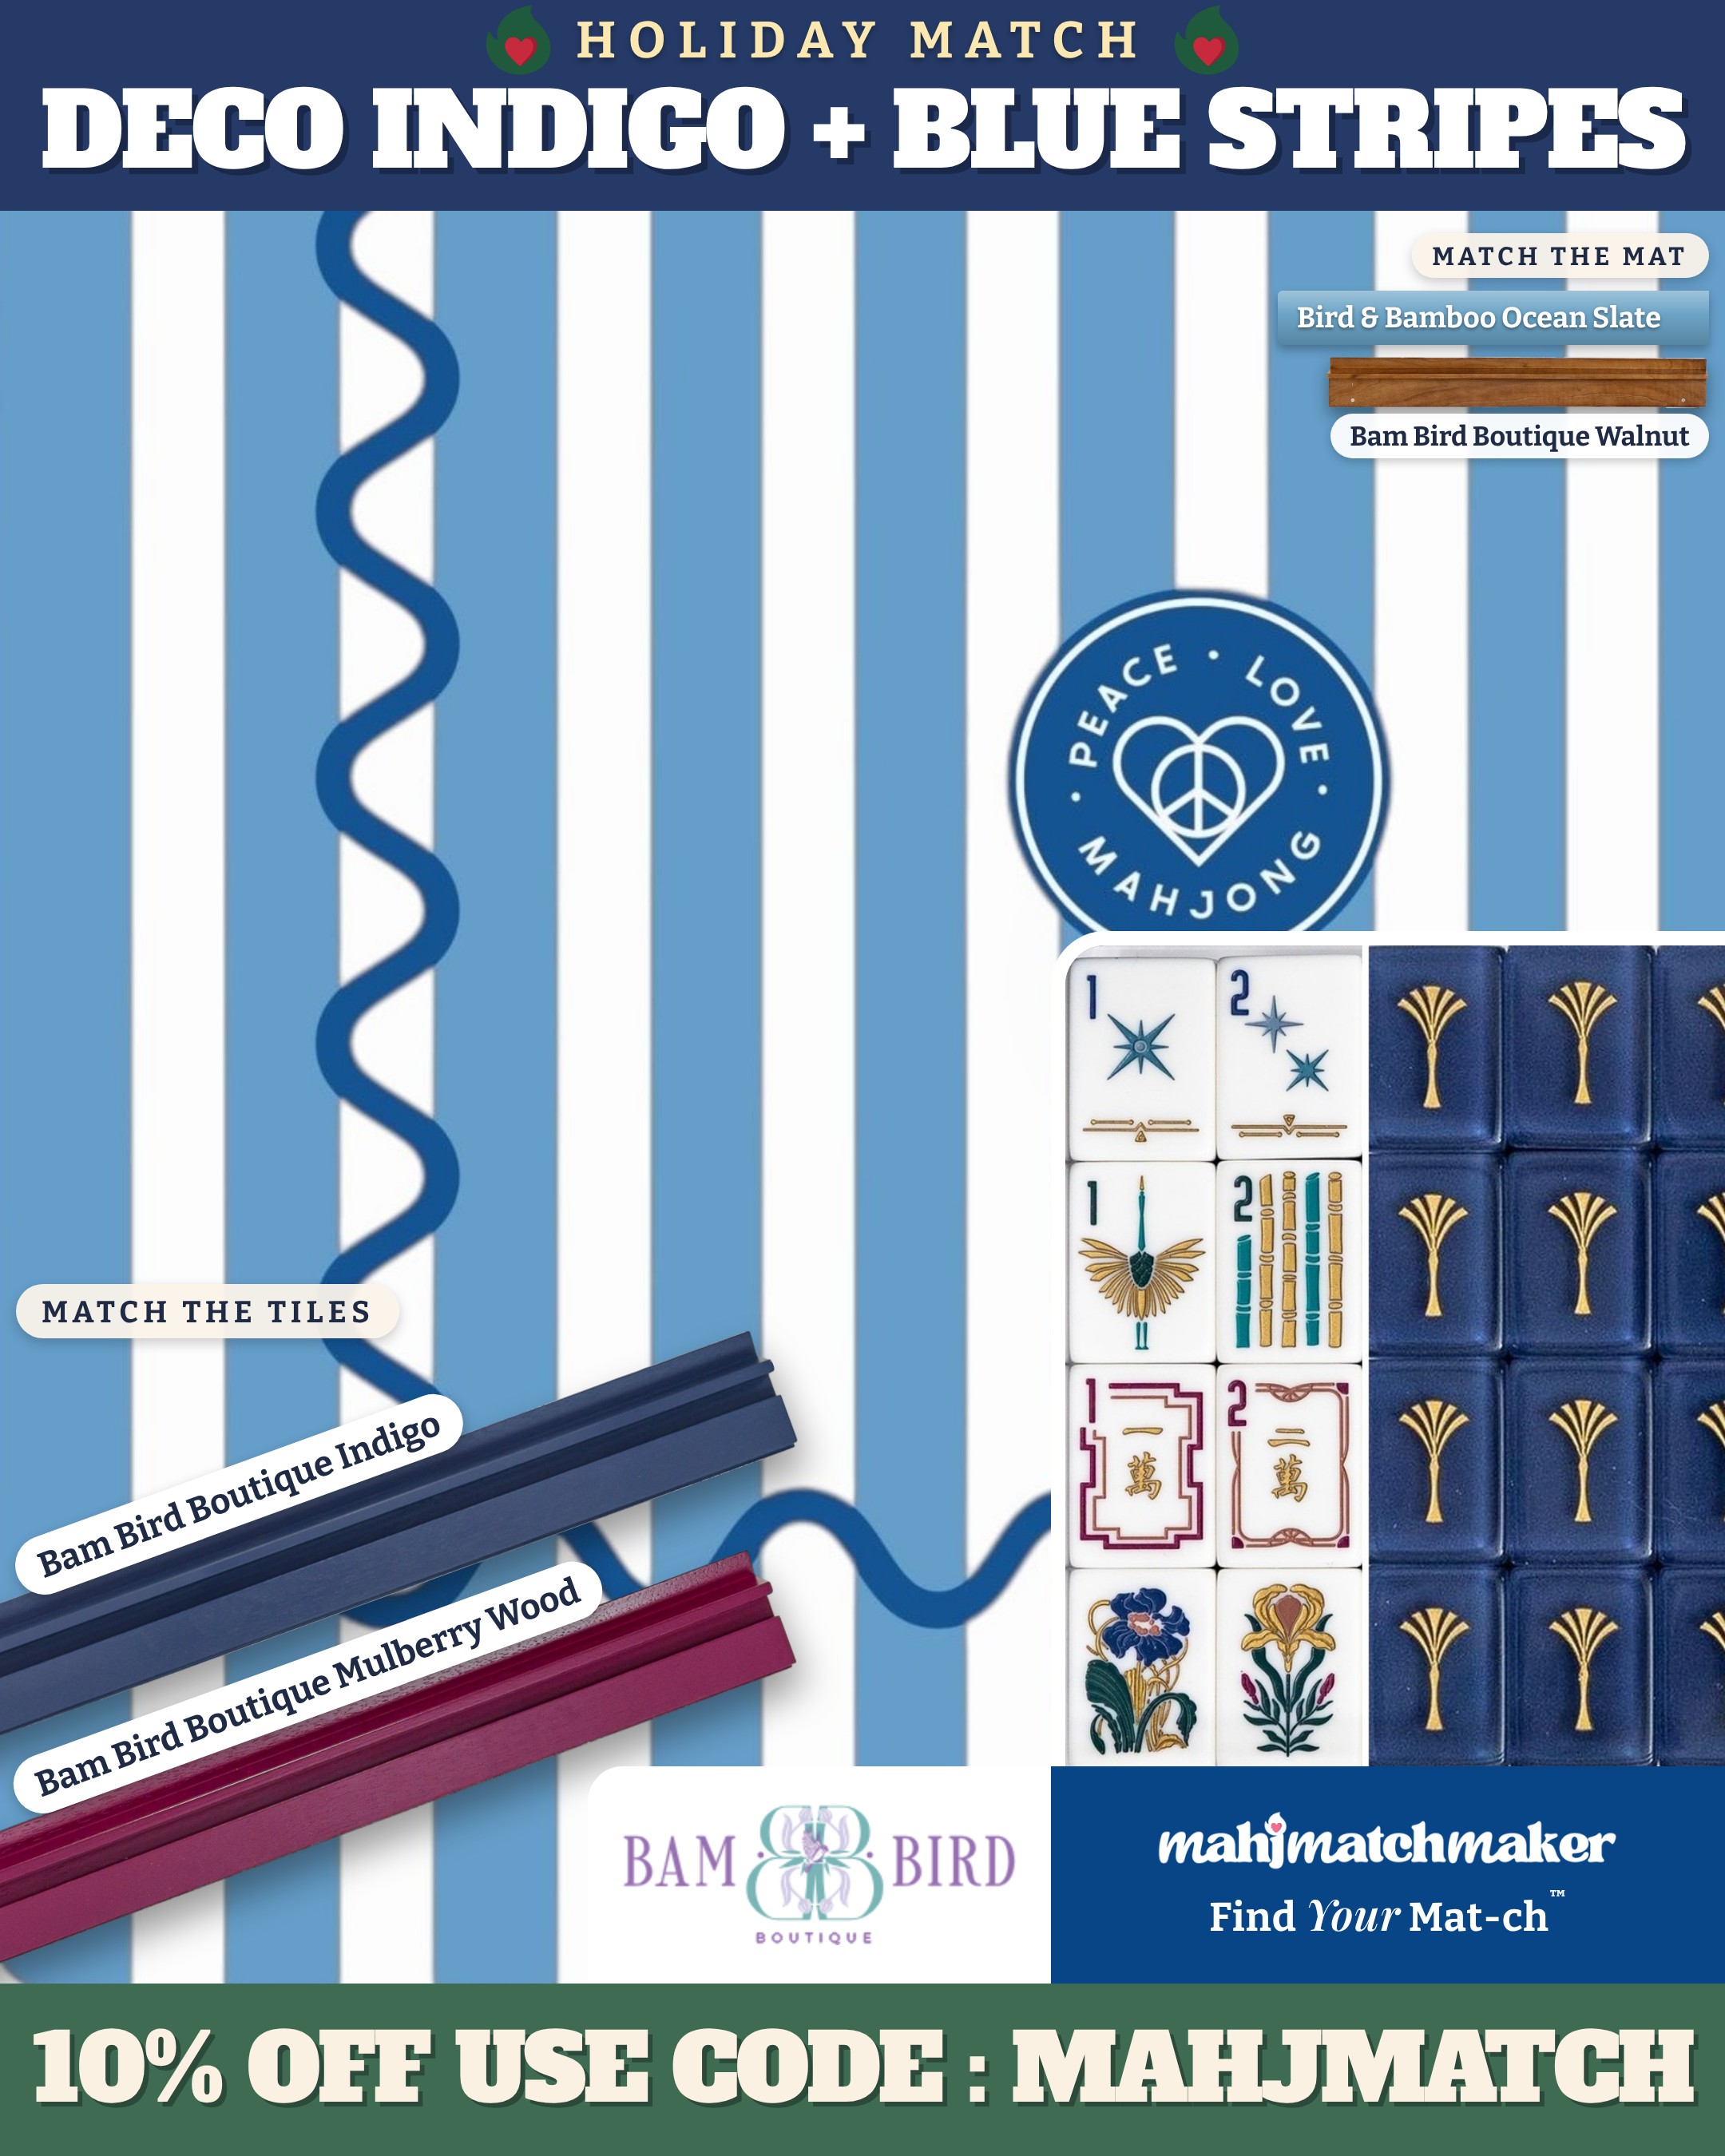 HOLIDAY MATCH
DECO INDIGO + BLUE STRIPES
MATCH THE MAT
Bird & Bamboo Ocean Slate
Bam Bird Boutique Walnut
PEACE • LOVE •
• MAHJONG
1
2
1
2
1
2
一
萬
二
萬
MATCH THE TILES
Bam Bird Boutique Indigo
Bam Bird Boutique Mulberry Wood
BAM BIRD
BOUTIQUE
mahjmatchmaker
Find Your Mat-ch™
10% OFF USE CODE : MAHJMATCH